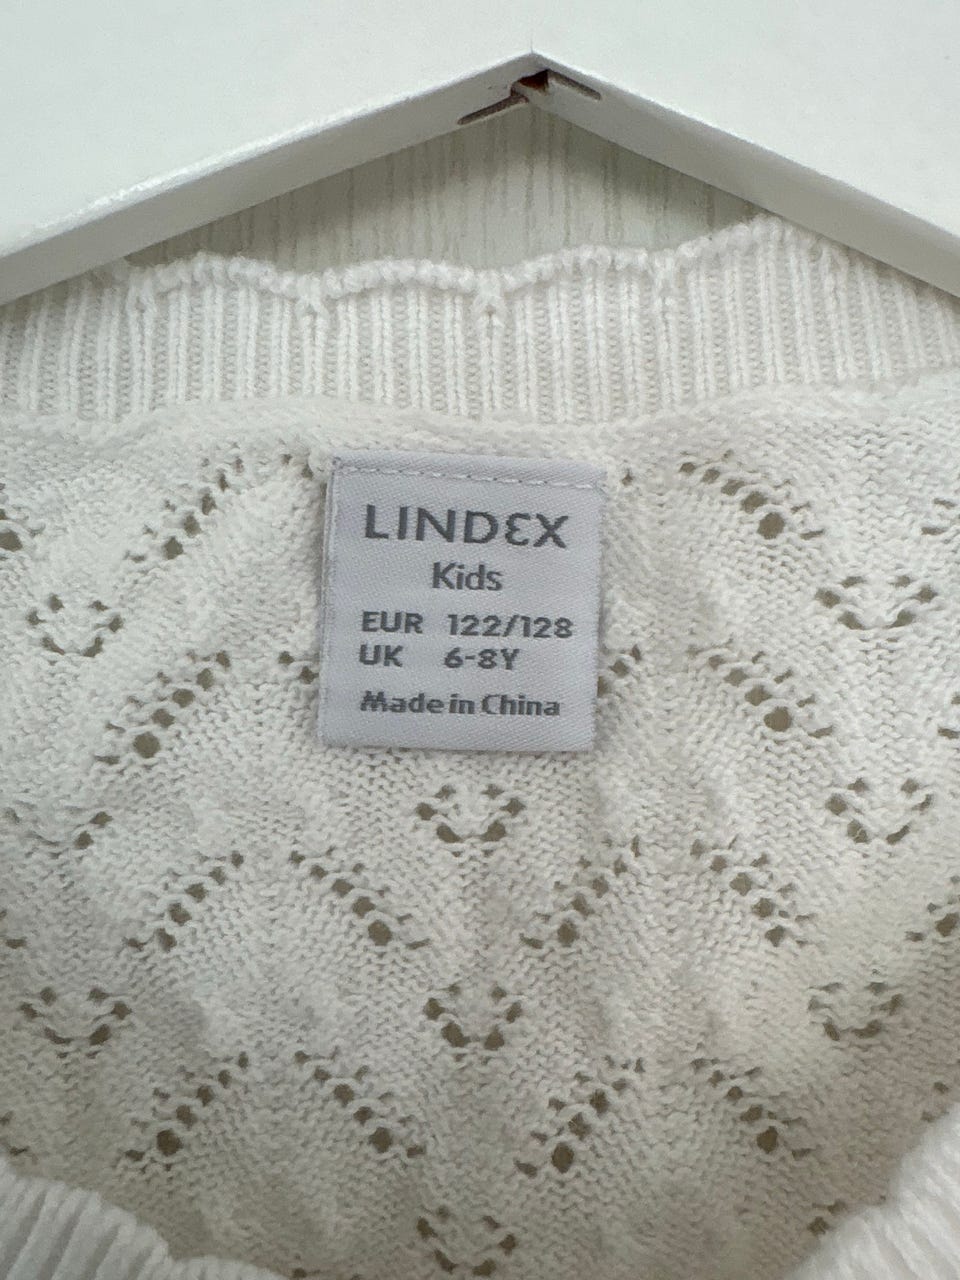 LINDEX
Kids
EUR 122/128
UK 6-8Y
Made in China